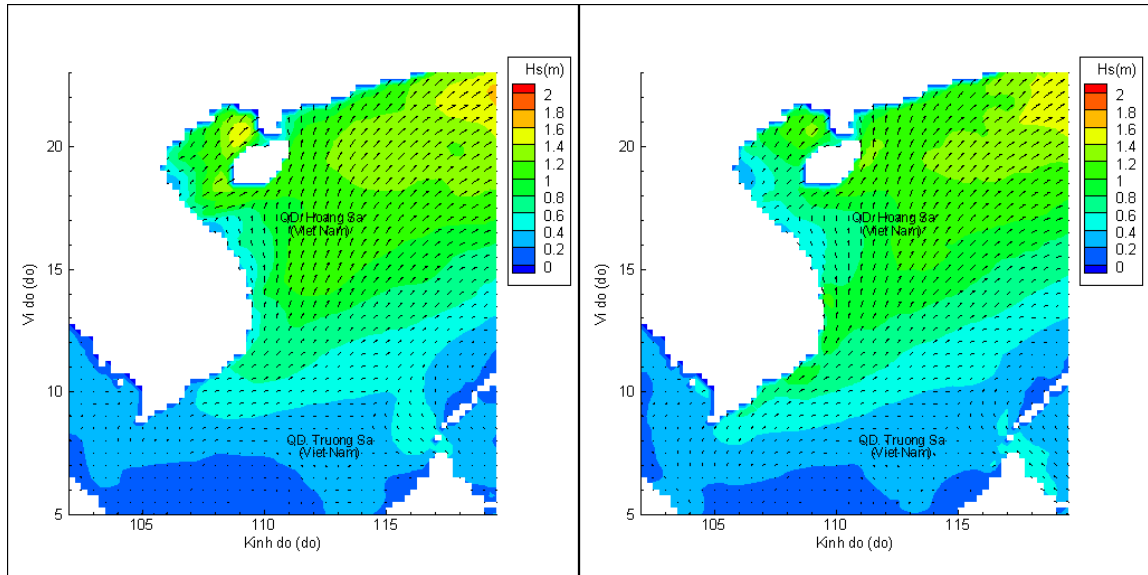 Hs(m)
2
1.8
1.6
1.4
1.2
1
0.8
0.6
0.4
0.2
0
20
15
10
5
Vi do (do)
QD. Hoang Sa
(Viet Nam)
QD. Truong Sa
(Viet Nam)
105
110
115
Kinh do (do)
Hs(m)
2
1.8
1.6
1.4
1.2
1
0.8
0.6
0.4
0.2
0
20
15
10
5
Vi do (do)
QD. Hoang Sa
(Viet Nam)
QD. Truong Sa
(Viet Nam)
105
110
115
Kinh do (do)